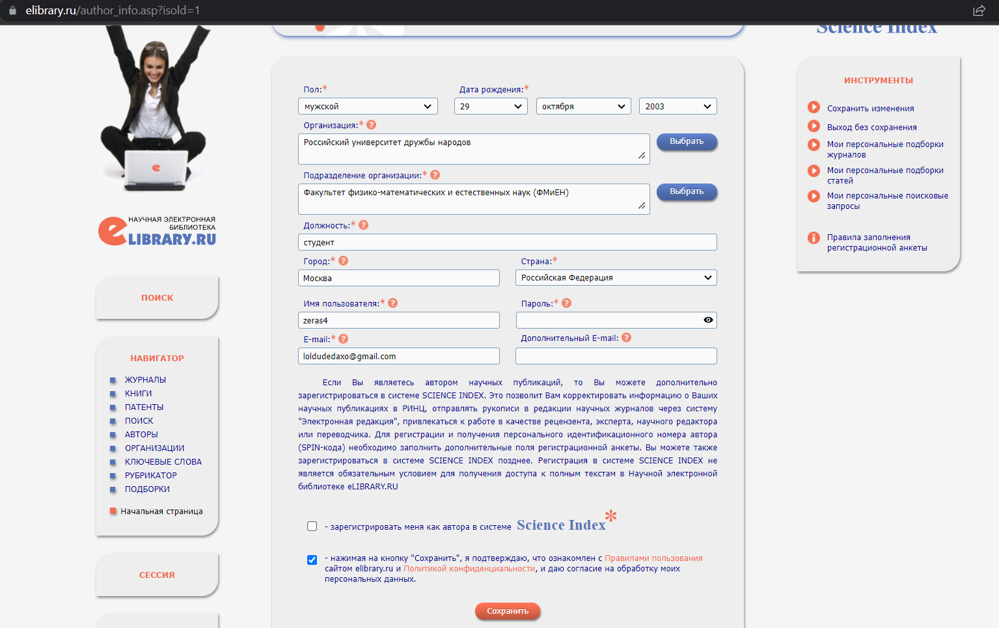 elibrary.ru/author_info.asp?isold=1
НАУЧНАЯ ЭЛЕКТРОННАЯ
БИБЛИОТЕКА
eLIBRARY.RU
ПОИСК
НАВИГАТОР
ЖУРНАЛЫ
КНИГИ
ПАТЕНТЫ
ПОИСК
АВТОРЫ
ОРГАНИЗАЦИИ
КЛЮЧЕВЫЕ СЛОВА
РУБРИКАТОР
ПОДБОРКИ
Начальная страница
СЕССИЯ
Пол:* Дата рождения:*
мужской 29 октября 2003
Организация:* ?
Российский университет дружбы народов Выбрать
Подразделение организации:* ?
Факультет физико-математических и естественных наук (ФМиЕН) Выбрать
Должность:* ?
студент
Город:* ? Страна:*
Москва Российская Федерация
Имя пользователя:* ? Пароль:* ?
zeras4
E-mail:* ? Дополнительный E-mail: ?
loldudedaxo@gmail.com
Если Вы являетесь автором научных публикаций, то Вы можете дополнительно
зарегистрироваться в системе SCIENCE INDEX. Это позволит Вам корректировать информацию о Ваших
научных публикациях в РИНЦ, отправлять рукописи в редакции научных журналов через систему
"Электронная редакция", привлекаться к работе в качестве рецензента, эксперта, научного редактора
или переводчика. Для регистрации и получения персонального идентификационного номера автора
(SPIN-кода) необходимо заполнить дополнительные поля регистрационной анкеты. Вы можете также
зарегистрироваться в системе SCIENCE INDEX позднее. Регистрация в системе SCIENCE INDEX не
является обязательным условием для получения доступа к полным текстам в Научной электронной
библиотеке eLIBRARY.RU
- зарегистрировать меня как автора в системе Science Index*
- нажимая на кнопку "Сохранить", я подтверждаю, что ознакомлен с Правилами пользования
сайтом elibrary.ru и Политикой конфиденциальности, и даю согласие на обработку моих
персональных данных.
Сохранить
Science Index
ИНСТРУМЕНТЫ
Сохранить изменения
Выход без сохранения
Мои персональные подборки
журналов
Мои персональные подборки
статей
Мои персональные поисковые
запросы
Правила заполнения
регистрационной анкеты